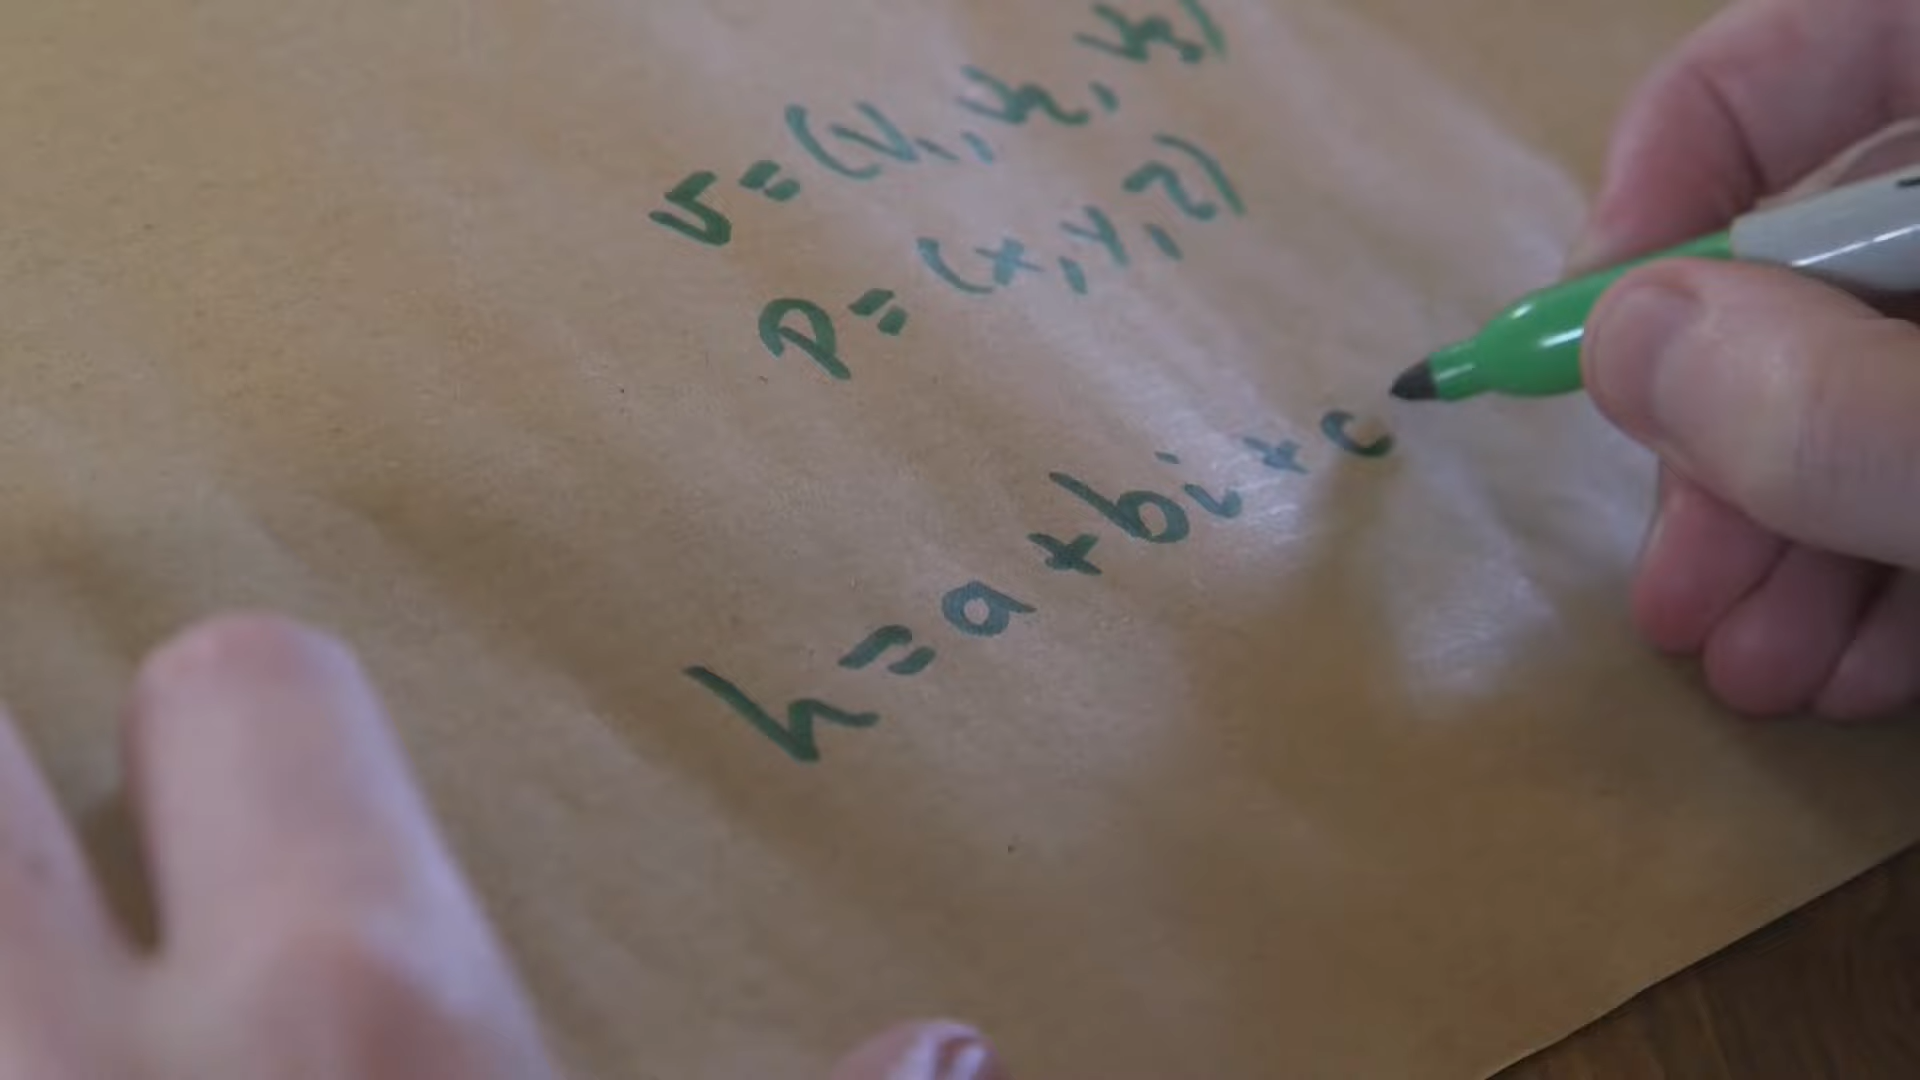 v = (v₁, v₂, v₃)
p = (x, y, z)
h = a + bi + c